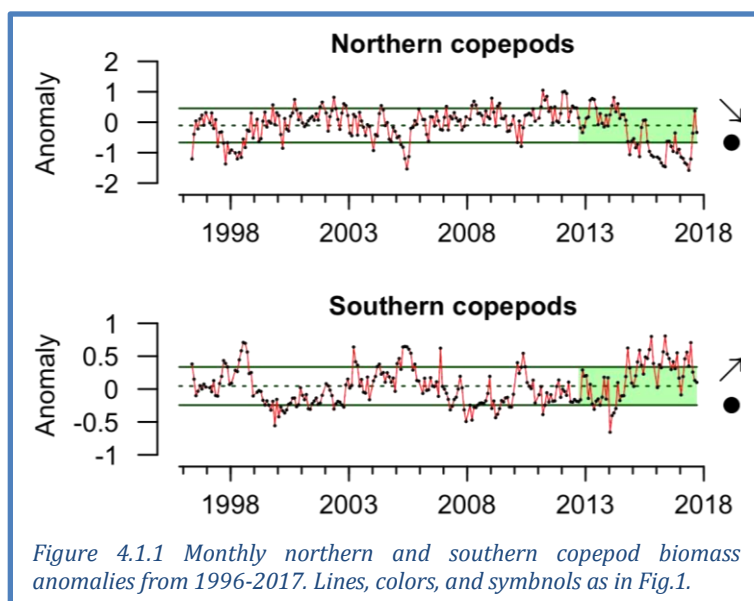 Northern copepods
Anomaly
2
1
0
-1
-2
1998 2003 2008 2013 2018
Southern copepods
Anomaly
1
0.5
0
-0.5
-1
1998 2003 2008 2013 2018
Figure 4.1.1 Monthly northern and southern copepod biomass
anomalies from 1996-2017. Lines, colors, and symbnols as in Fig.1.